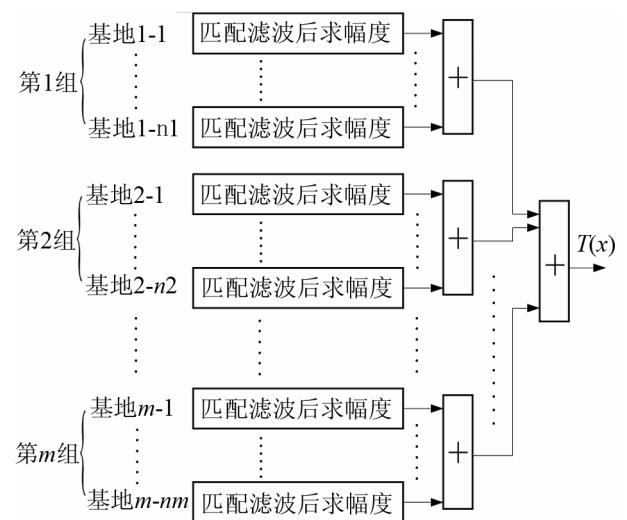 基地1-1
匹配滤波后求幅度
第1组
+
基地1-n1
匹配滤波后求幅度
基地2-1
匹配滤波后求幅度
第2组
+
T(x)
+
基地2-n2
匹配滤波后求幅度
基地m-1
匹配滤波后求幅度
第m组
+
基地m-nm
匹配滤波后求幅度